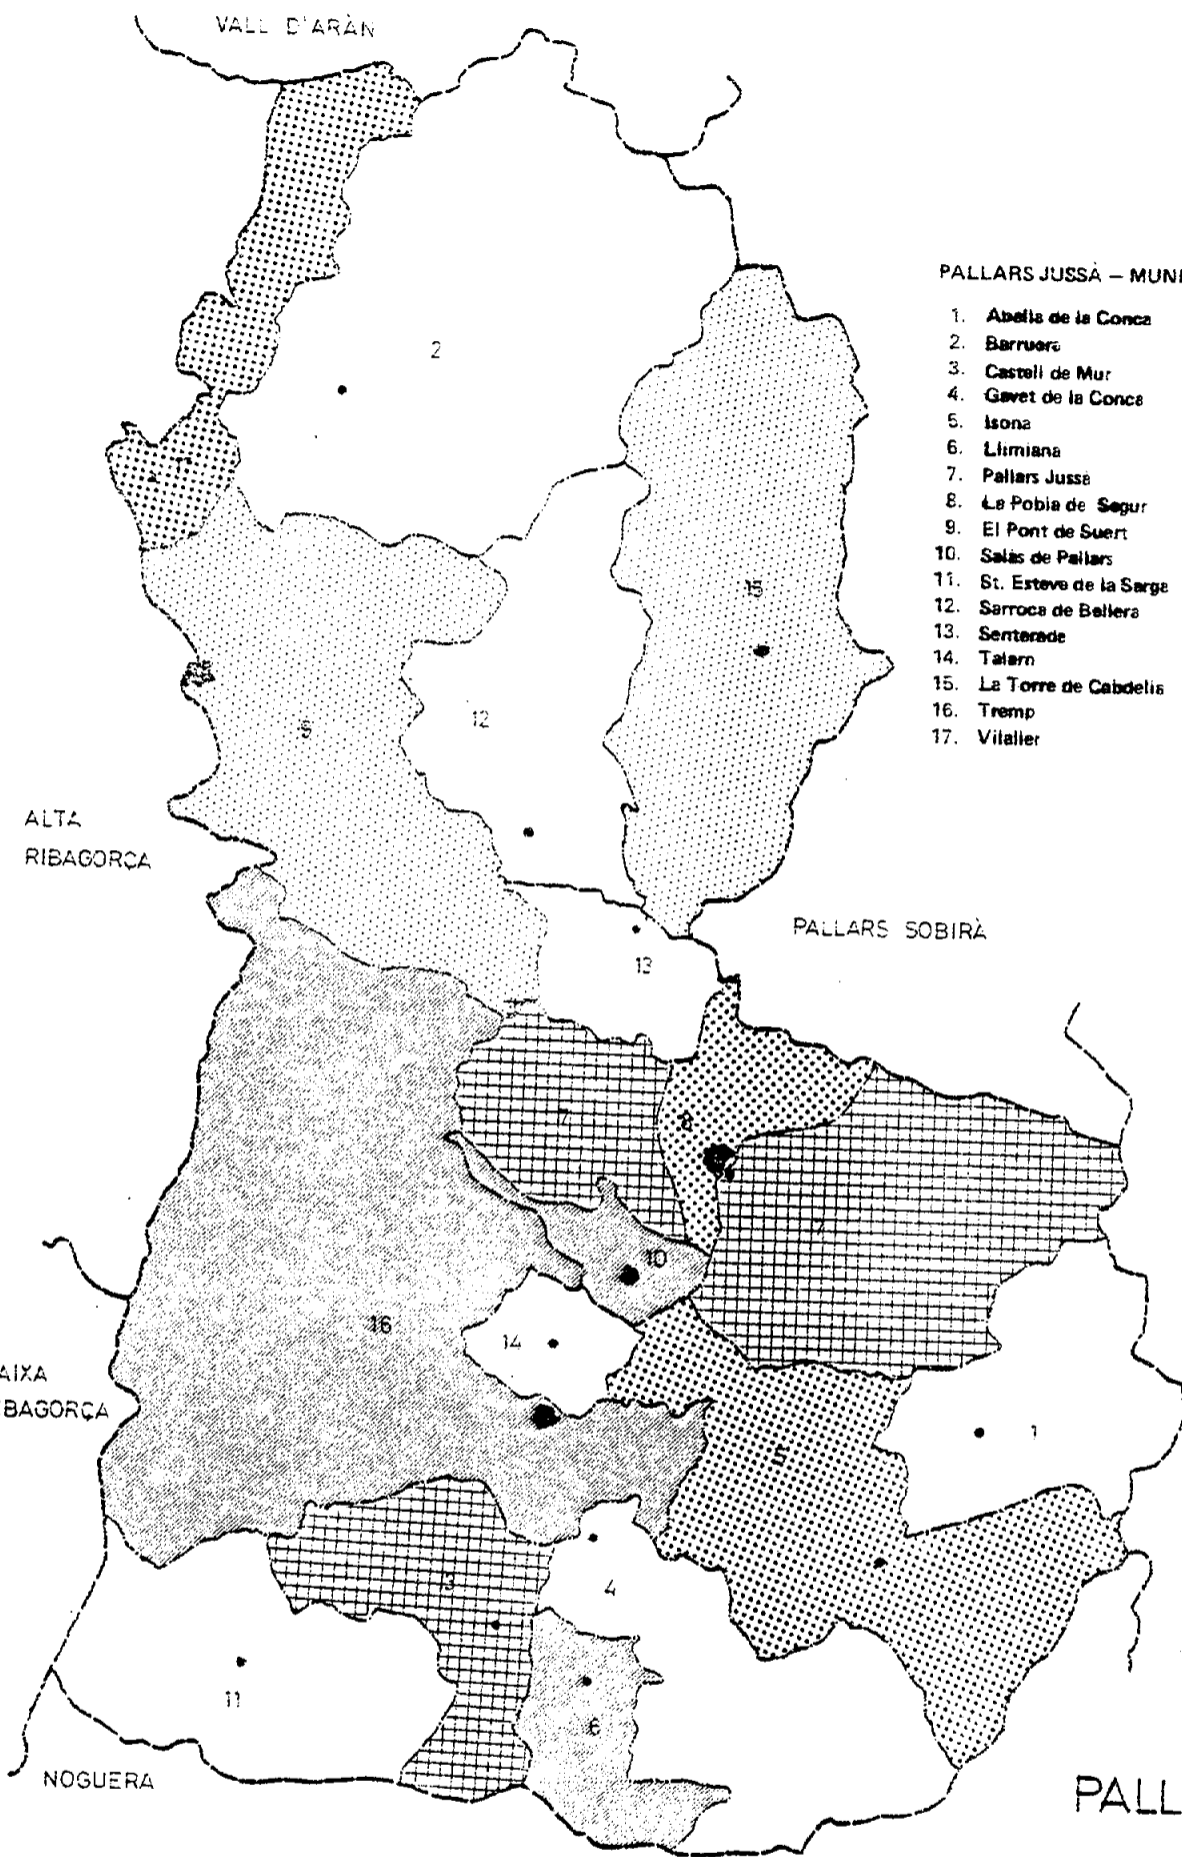 VALL D'ARÀN
PALLARS JUSSÀ — MUNI
1. Abella de la Conca
2. Barruera
3. Castell de Mur
4. Gavet de la Conca
5. Isona
6. Llimiana
7. Pallars Jussà
8. La Pobla de Segur
9. El Pont de Suert
10. Salàs de Pallars
11. St. Esteve de la Sarga
12. Sarroca de Bellera
13. Senterada
14. Talarn
15. La Torre de Cabdella
16. Tremp
17. Vilaller
2
17
15
9
12
ALTA
RIBAGORÇA
PALLARS SOBIRÀ
13
7
8
7
10
16
14
AIXA
BAGORÇA
1
5
3
4
11
6
NOGUERA
PALL